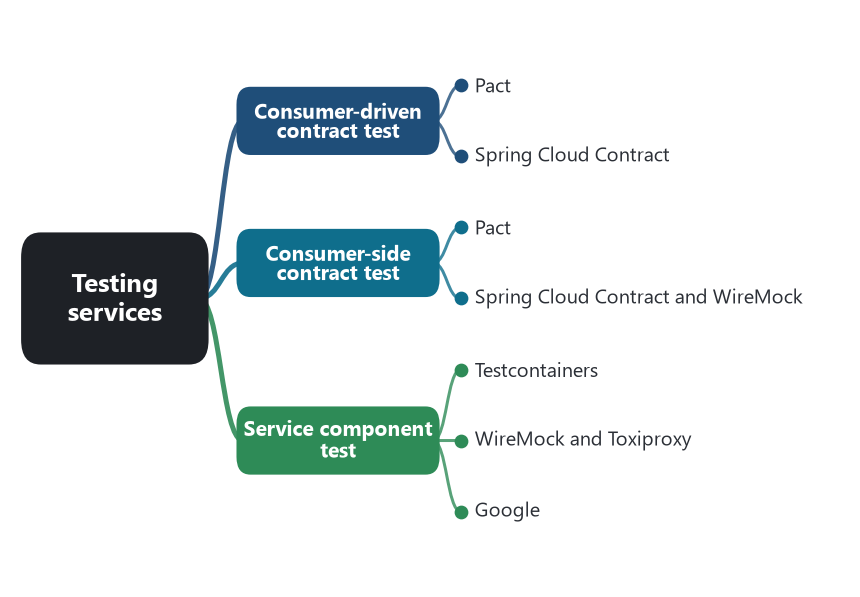 Testing
services
Consumer-driven
contract test
Pact
Spring Cloud Contract
Consumer-side
contract test
Pact
Spring Cloud Contract and WireMock
Service component
test
Testcontainers
WireMock and Toxiproxy
Google